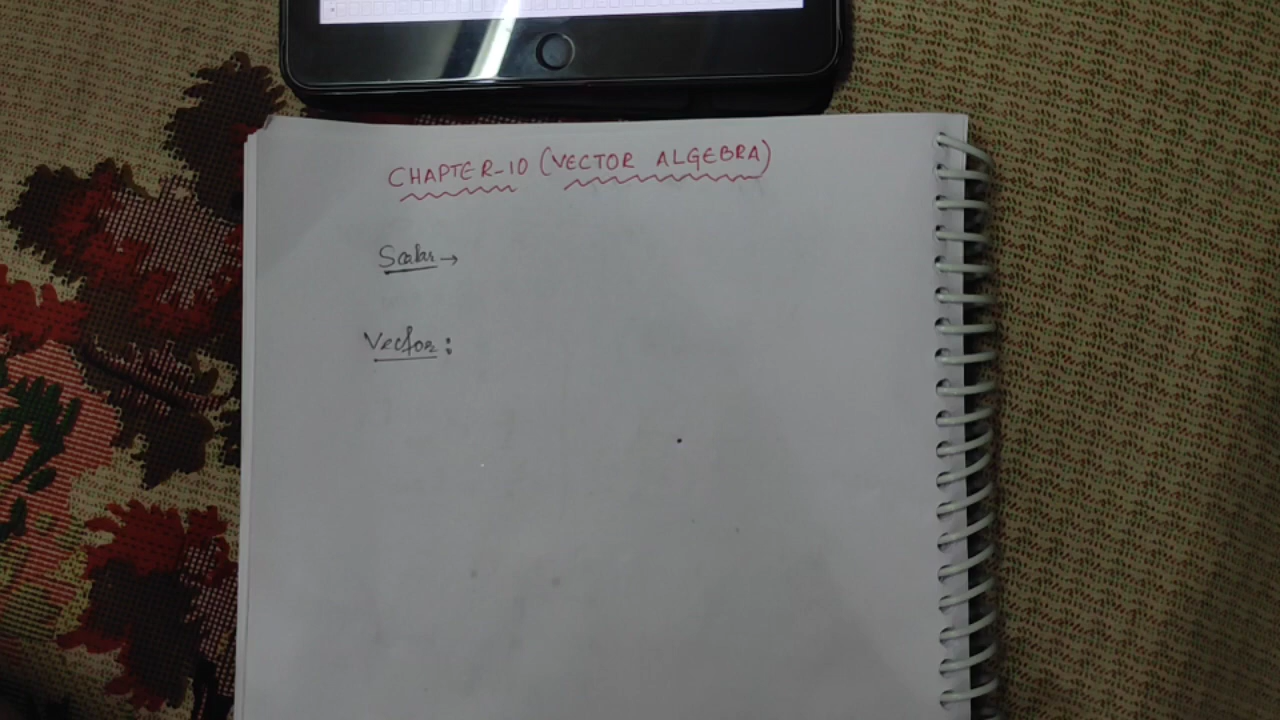 CHAPTER-10 (VECTOR ALGEBRA)
Scalar →
Vector :